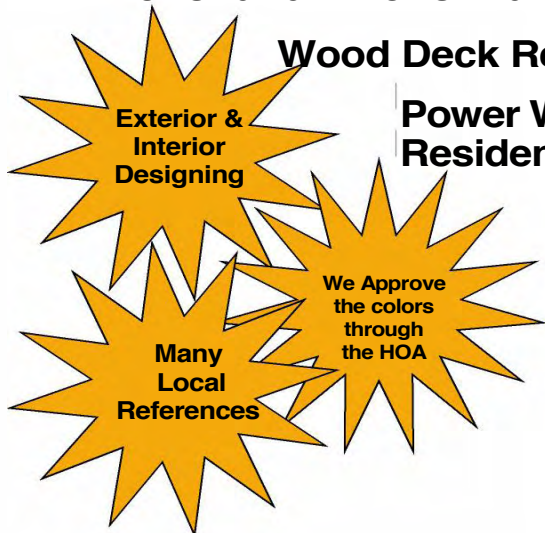 Wood Deck
Power
Exterior &
Interior
Designing
We Approve
the colors
through
the HOA
Many
Local
References